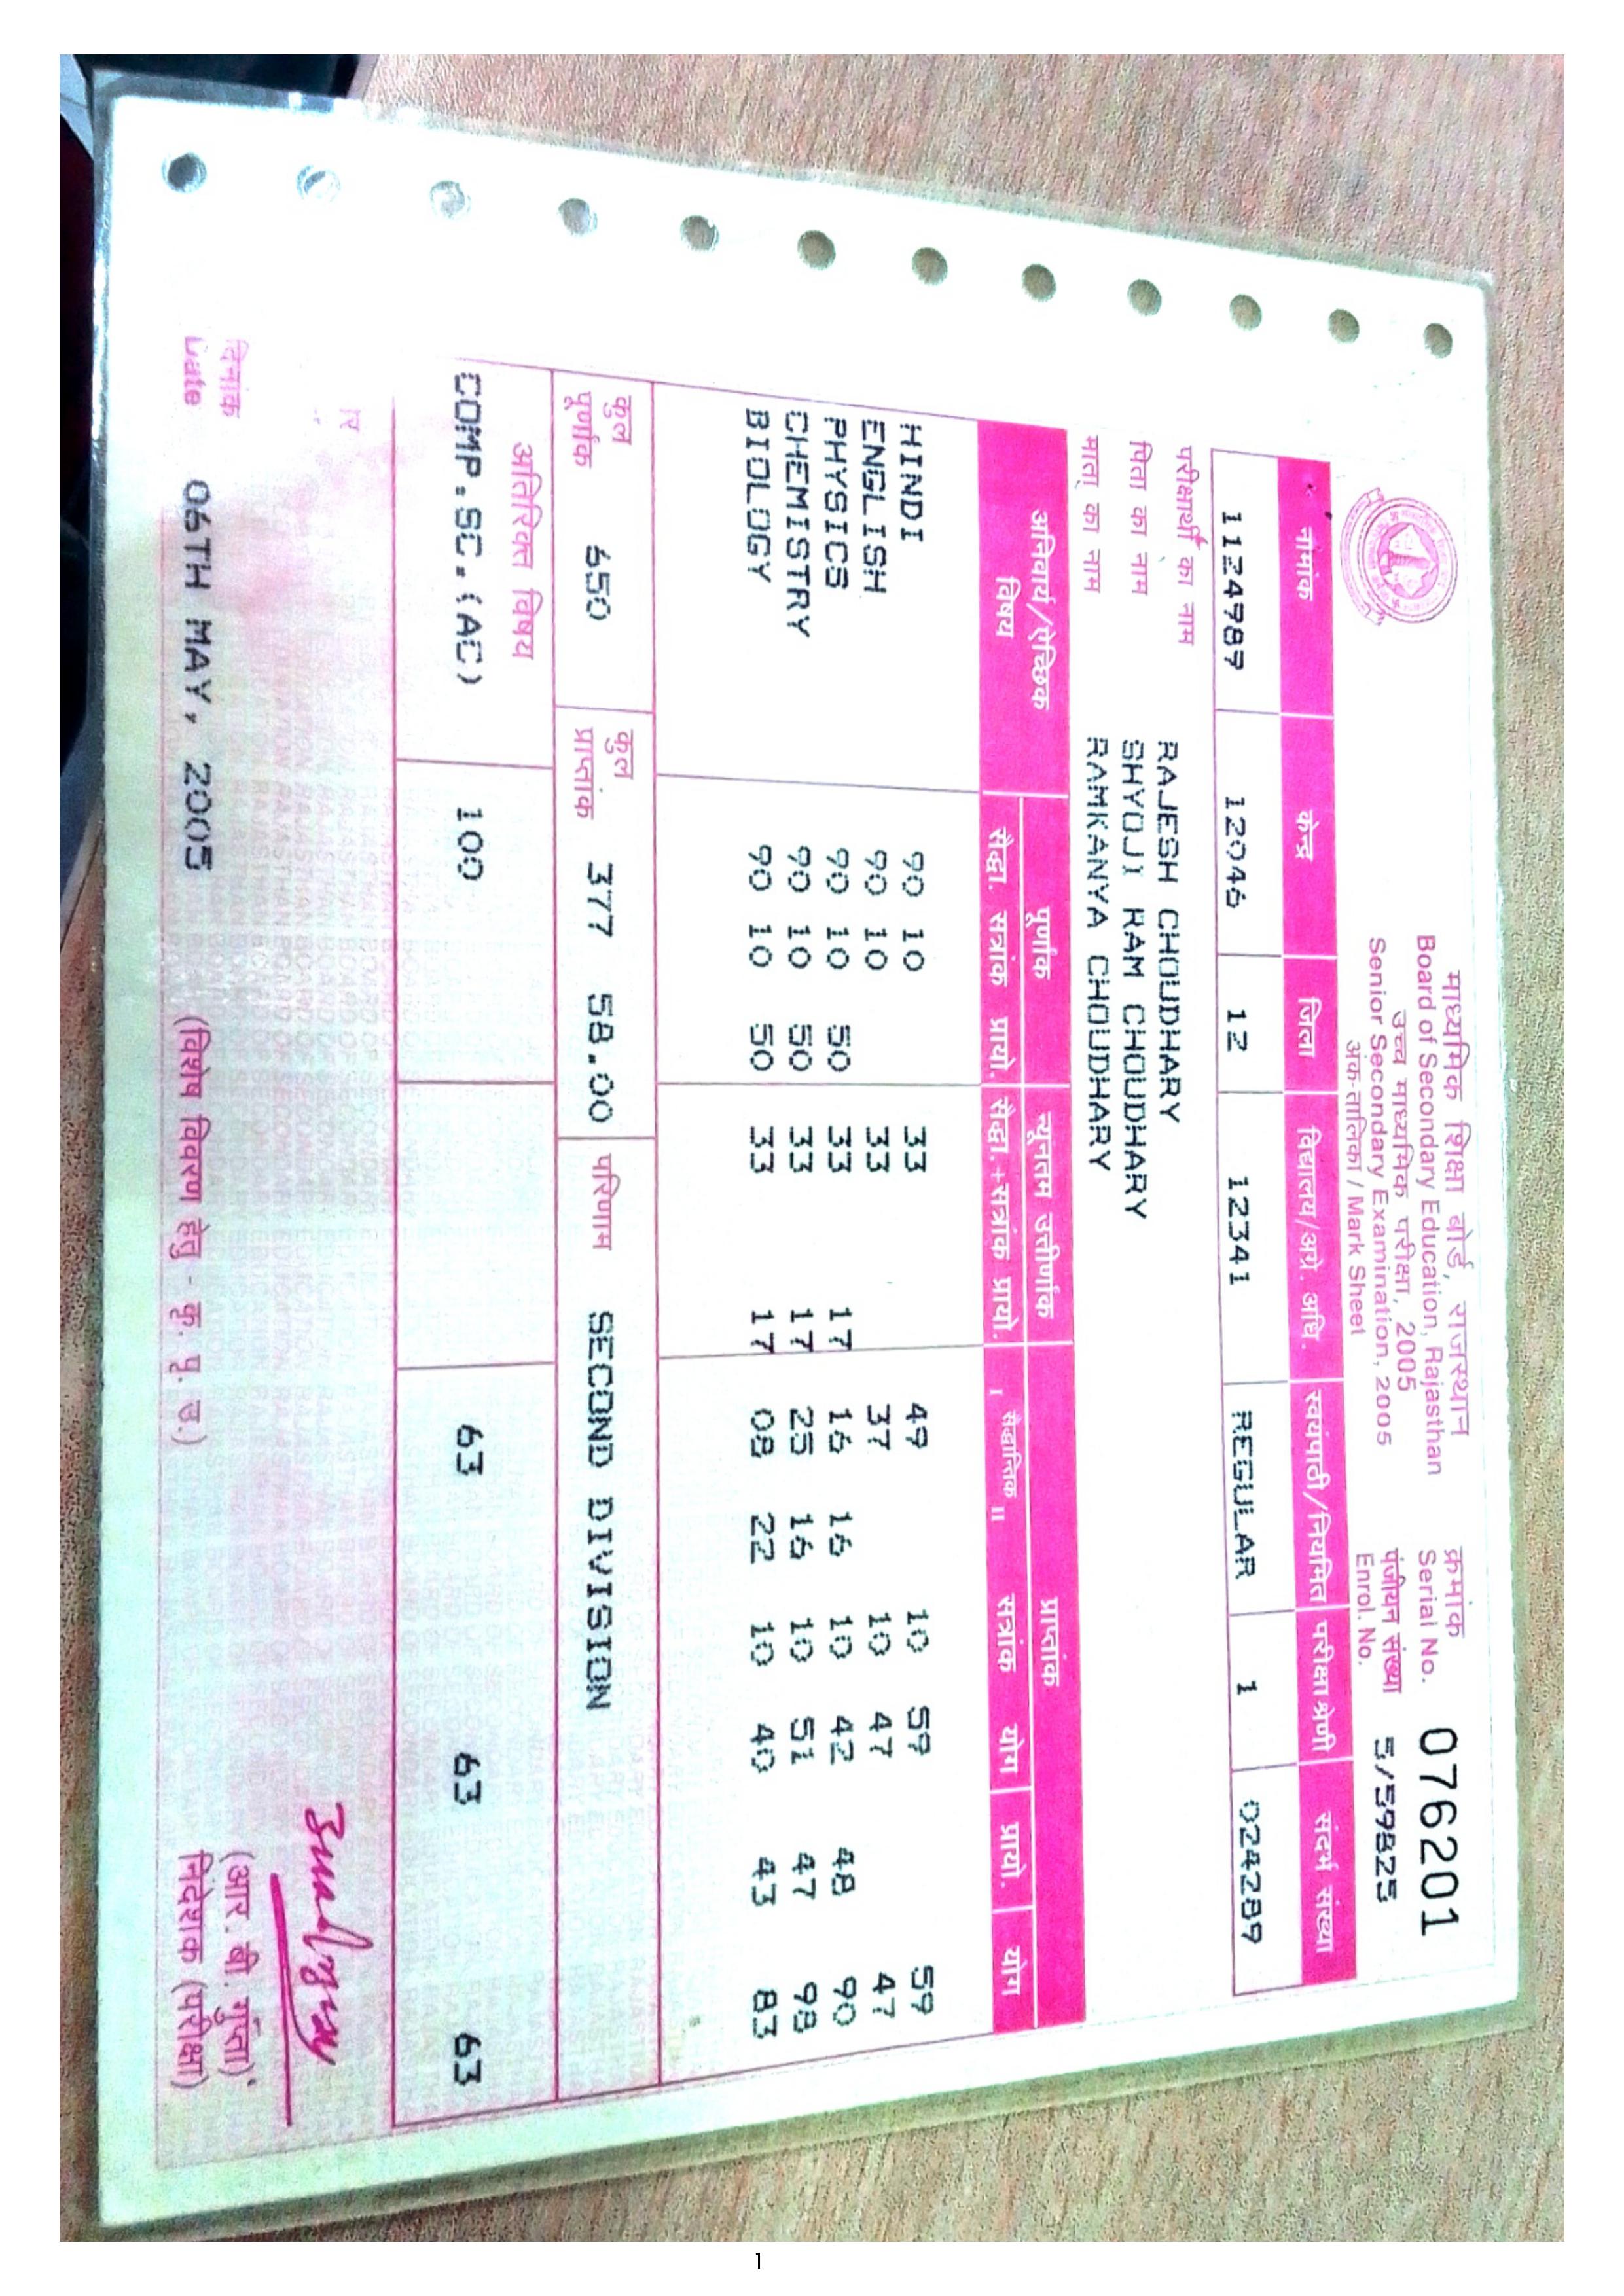 माध्यमिक शिक्षा बोर्ड, राजस्थान
Board of Secondary Education, Rajasthan
उच्च माध्यमिक परीक्षा, 2005
Senior Secondary Examination, 2005
अंक-तालिका / Mark Sheet
क्रमांक
Serial No. 076201
पंजीयन संख्या 5/59825
Enrol. No.
नामांक केन्द्र जिला विद्यालय/अग्रे. अधि. स्वयंपाठी/नियमित परीक्षा श्रेणी संदर्भ संख्या
1124989 12046 12 12341 REGULAR 1 024289
परीक्षार्थी का नाम RAJESH CHOUDHARY
पिता का नाम SHYOJI RAM CHOUDHARY
माता का नाम RAMKANYA CHOUDHARY
अनिवार्य/ऐच्छिक विषय पूर्णांक न्यूनतम उत्तीर्णांक प्राप्तांक
सैद्धा. सत्रांक प्रायो. सैद्धा.+सत्रांक प्रायो. I सैद्धान्तिक II सत्रांक योग प्रायो. योग
HINDI 90 10 33 49 10 59 59
ENGLISH 90 10 33 37 10 47 47
PHYSICS 90 10 50 33 17 16 16 10 42 48 90
CHEMISTRY 90 10 50 33 17 25 16 10 51 47 98
BIOLOGY 90 10 50 33 17 08 22 10 40 43 83
कुल पूर्णांक 650 कुल प्राप्तांक 377 58.00 परिणाम SECOND DIVISION
अतिरिक्त विषय
COMP.SC.(AC) 100 63 63 63
दिनांक
Date 06TH MAY, 2005 (विशेष विवरण हेतु - कृ. पृ. उ.)
(आर. बी. गुप्ता)
निदेशक (परीक्षा)
1